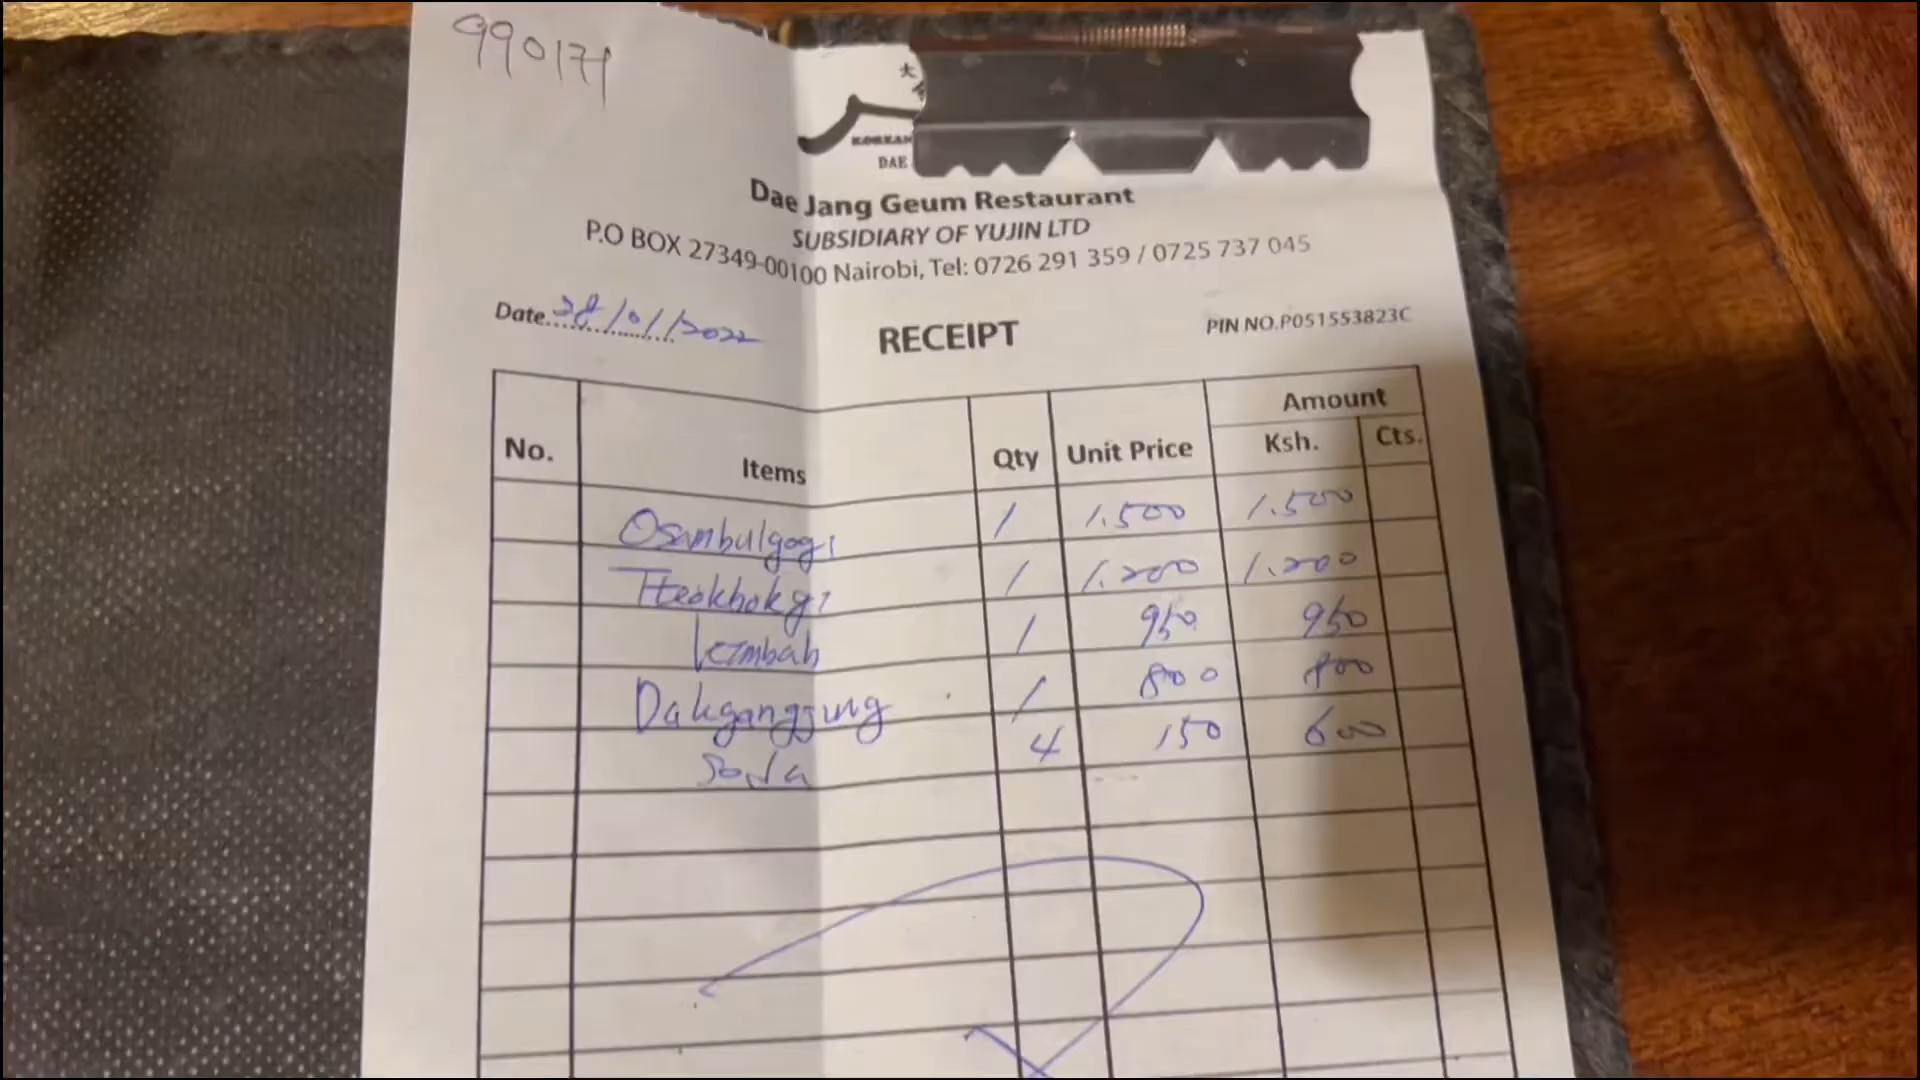 990171
大
KOREAN
DAE
Dae Jang Geum Restaurant
SUBSIDIARY OF YUJIN LTD
P.O BOX 27349-00100 Nairobi, Tel: 0726 291 359 / 0725 737 045
Date 28/01/2022 RECEIPT PIN NO.P051553823C
No. Items Qty Unit Price Amount
Ksh. Cts.
Osambulgogi 1 1.500 1.500
Tteokbokgi 1 1.200 1.200
1 950 950
Dakgangjung 1 800 800
Soda 4 150 600